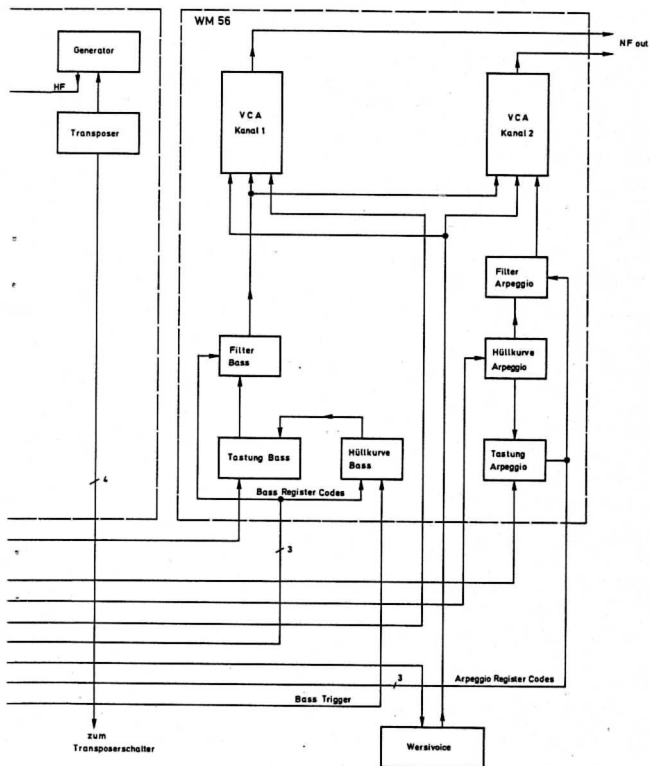 WM 56
Generator
HF
Transposer
VCA
Kanal 1
VCA
Kanal 2
NF out
Filter
Arpeggio
Filter
Bass
Hüllkurve
Arpeggio
Tastung Bass
Hüllkurve
Bass
Tastung
Arpeggio
4
Bass Register Codes
3
3
Arpeggio Register Codes
Bass Trigger
zum
Transposerschalter
Wersivoice